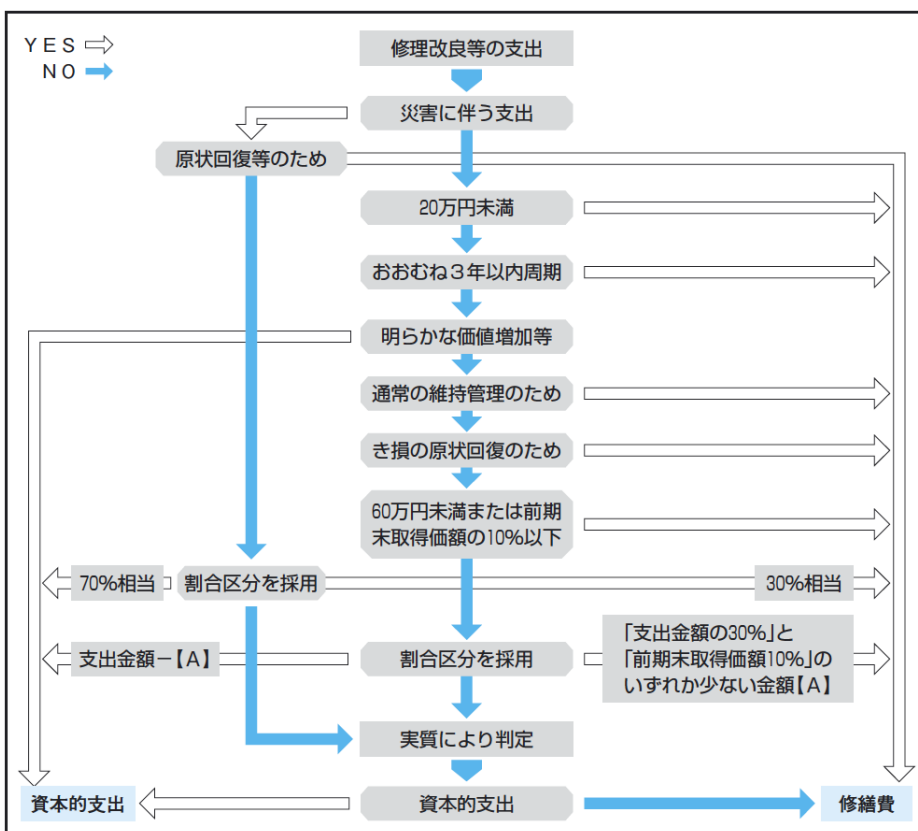 YES
NO
修理改良等の支出
災害に伴う支出
原状回復等のため
20万円未満
おおむね3年以内周期
明らかな価値増加等
通常の維持管理のため
き損の原状回復のため
60万円未満または前期
末取得価額の10%以下
70%相当
割合区分を採用
30%相当
支出金額－【A】
割合区分を採用
「支出金額の30%」と
「前期末取得価額10%」の
いずれか少ない金額【A】
実質により判定
資本的支出
資本的支出
修繕費